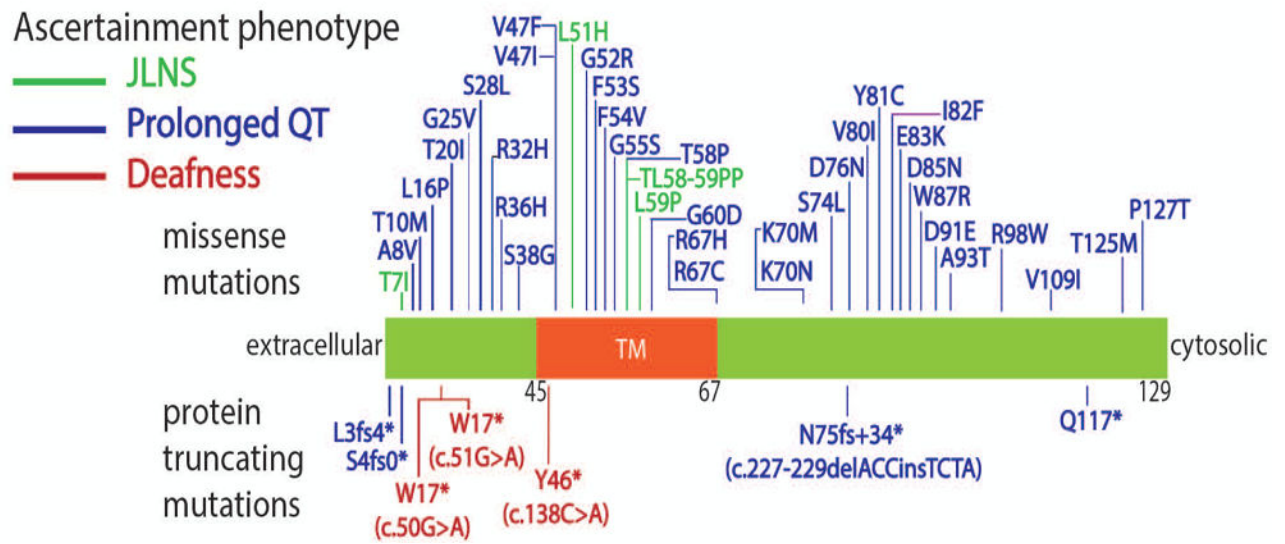 Ascertainment phenotype
JLNS
Prolonged QT
Deafness
missense
mutations
T7I
A8V
T10M
L16P
T20I
G25V
S28L
R32H
R36H
S38G
V47F
V47I
L51H
G52R
F53S
F54V
G55S
T58P
TL58-59PP
L59P
G60D
R67H
R67C
K70M
K70N
S74L
D76N
V80I
Y81C
I82F
E83K
D85N
W87R
D91E
A93T
R98W
V109I
T125M
P127T
extracellular
TM
cytosolic
45
67
129
protein
truncating
mutations
L3fs4*
S4fs0*
W17*
(c.50G>A)
W17*
(c.51G>A)
Y46*
(c.138C>A)
N75fs+34*
(c.227-229delACCinsTCTA)
Q117*